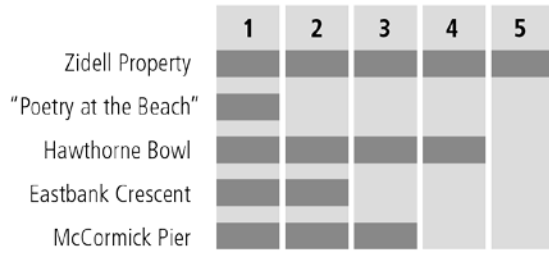 1 2 3 4 5
Zidell Property
"Poetry at the Beach"
Hawthorne Bowl
Eastbank Crescent
McCormick Pier